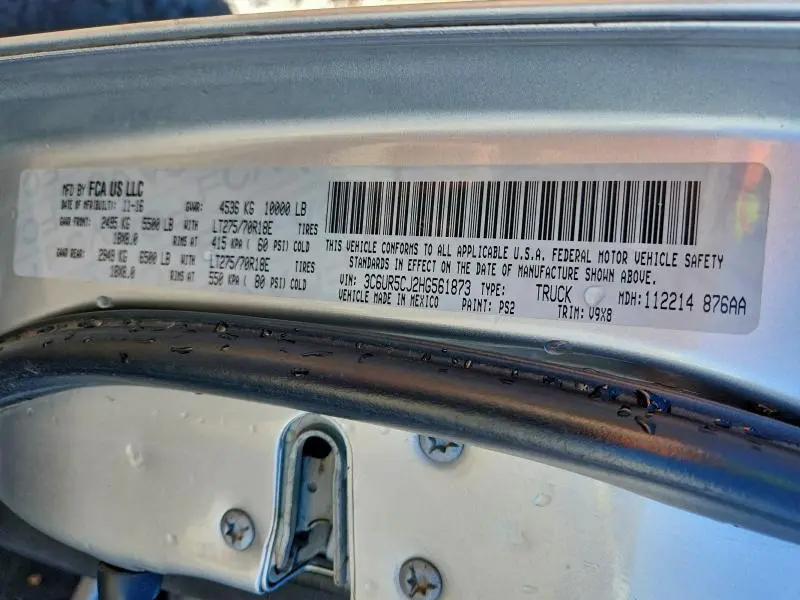 MFD BY FCA US LLC
DATE OF MFR/BUILT: 11-16 GVWR: 4536 KG 10000 LB
GAWR FRONT: 2495 KG 5500 LB WITH LT275/70R18E TIRES
18X8.0 RIMS AT 415 KPA ( 60 PSI) COLD
GAWR REAR: 2949 KG 6500 LB WITH LT275/70R18E TIRES
18X8.0 RIMS AT 550 KPA ( 80 PSI) COLD
THIS VEHICLE CONFORMS TO ALL APPLICABLE U.S.A. FEDERAL MOTOR VEHICLE SAFETY
STANDARDS IN EFFECT ON THE DATE OF MANUFACTURE SHOWN ABOVE.
VIN: 3C6UR5CJ2HG561873 TYPE: TRUCK MDH: 112214 876AA
VEHICLE MADE IN MEXICO PAINT: PS2 TRIM: V9X8